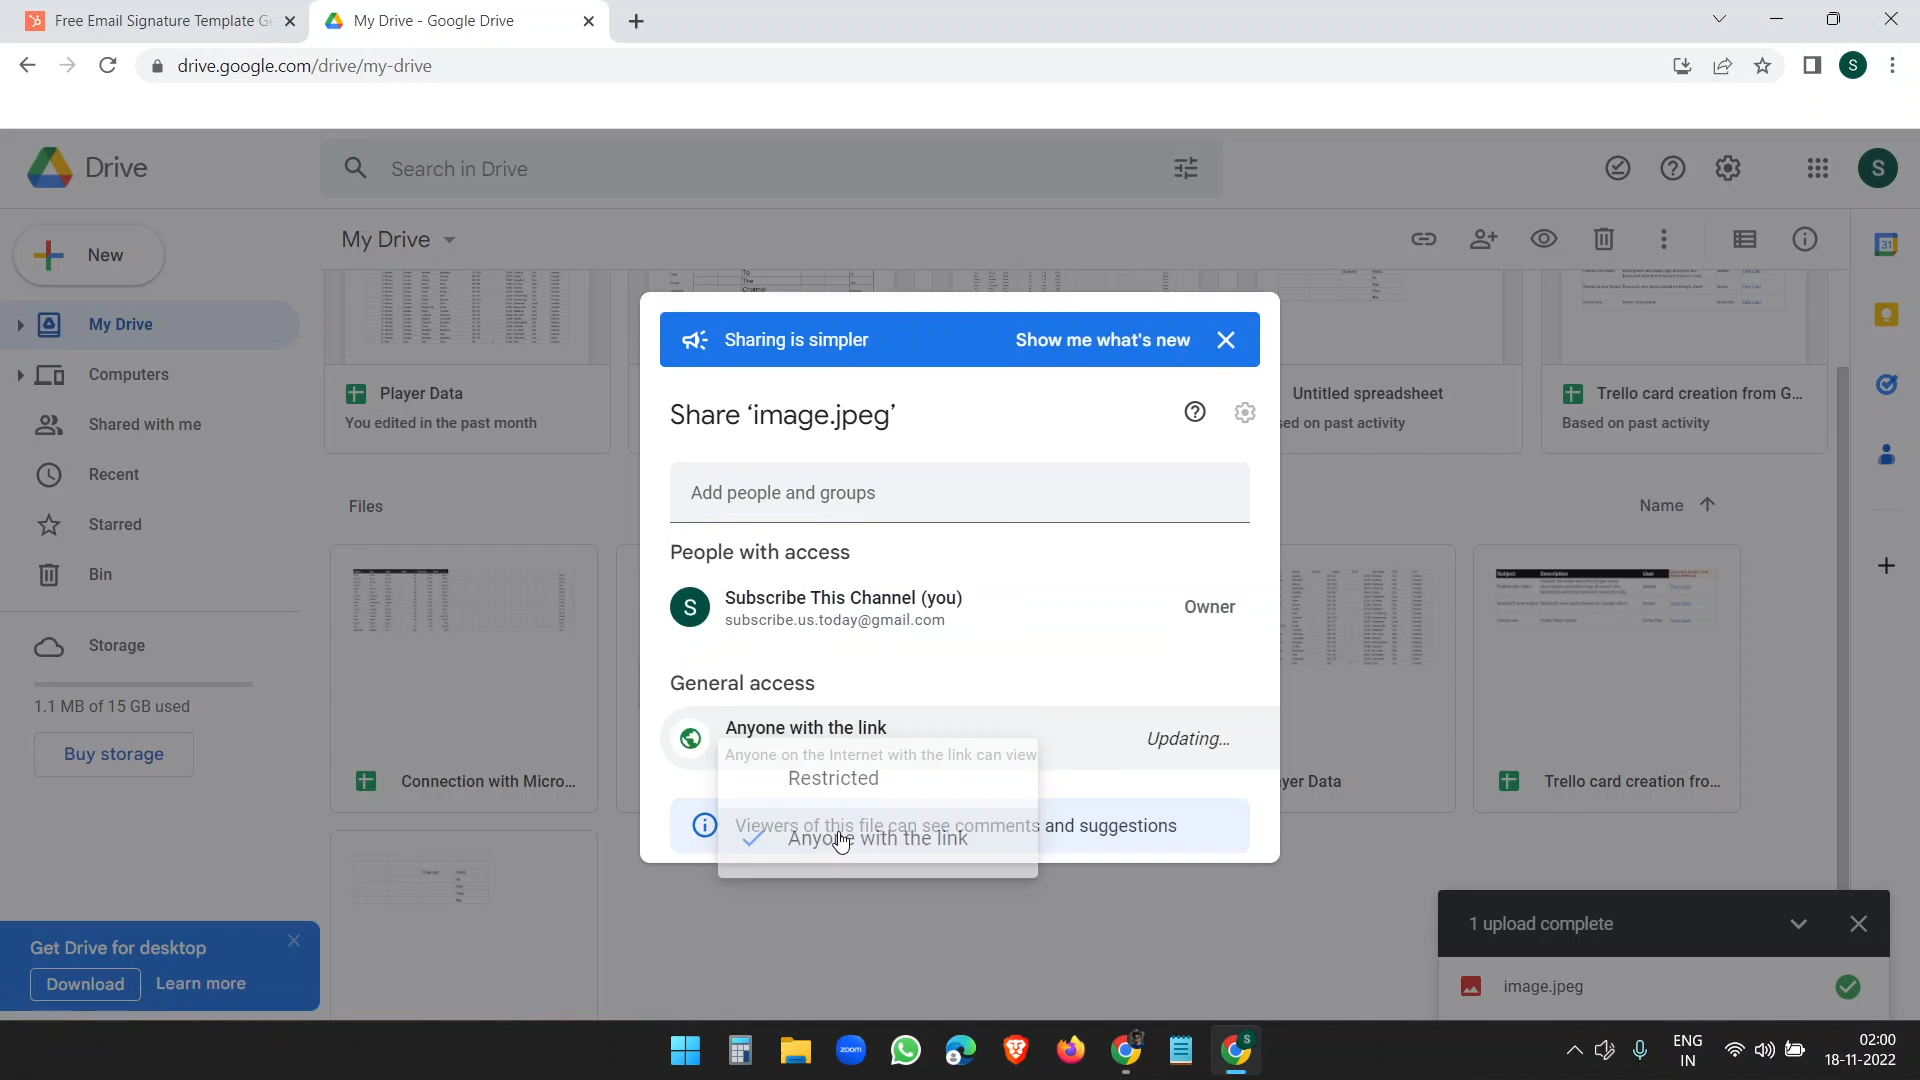 Free Email Signature Template Ge
My Drive - Google Drive
drive.google.com/drive/my-drive
S
Drive
Search in Drive
S
New
My Drive
31
My Drive
Computers
Shared with me
Recent
Starred
Bin
Storage
1.1 MB of 15 GB used
Buy storage
Player Data
You edited in the past month
Untitled spreadsheet
sed on past activity
Trello card creation from G...
Based on past activity
Files
Name
Sharing is simpler
Show me what's new
Share ‘image.jpeg’
Add people and groups
People with access
S
Subscribe This Channel (you)
subscribe.us.today@gmail.com
Owner
General access
Anyone with the link
Updating...
Anyone on the Internet with the link can view
Restricted
Viewers of this file can see comments and suggestions
Anyone with the link
Connection with Micro...
yer Data
Trello card creation fro...
Get Drive for desktop
Download
Learn more
1 upload complete
image.jpeg
zoom
S
ENG
IN
02:00
18-11-2022